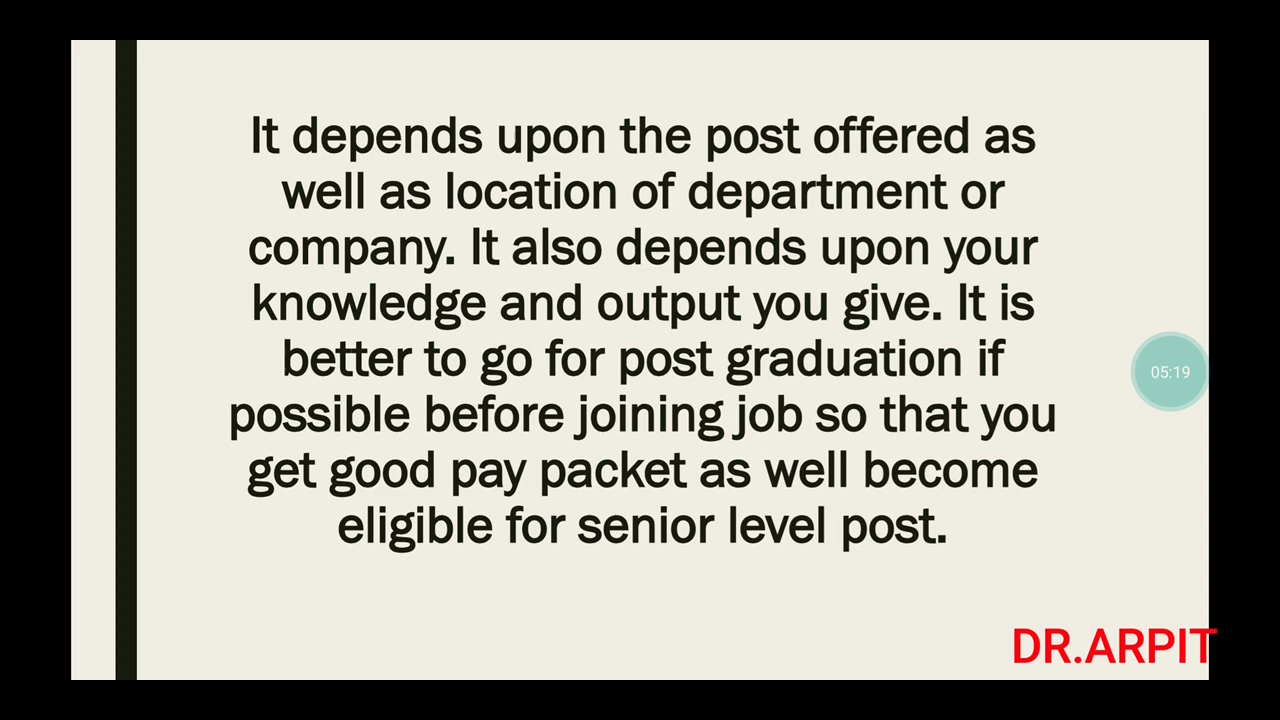 It depends upon the post offered as
well as location of department or
company. It also depends upon your
knowledge and output you give. It is
better to go for post graduation if
possible before joining job so that you
get good pay packet as well become
eligible for senior level post.
05:19
DR.ARPIT